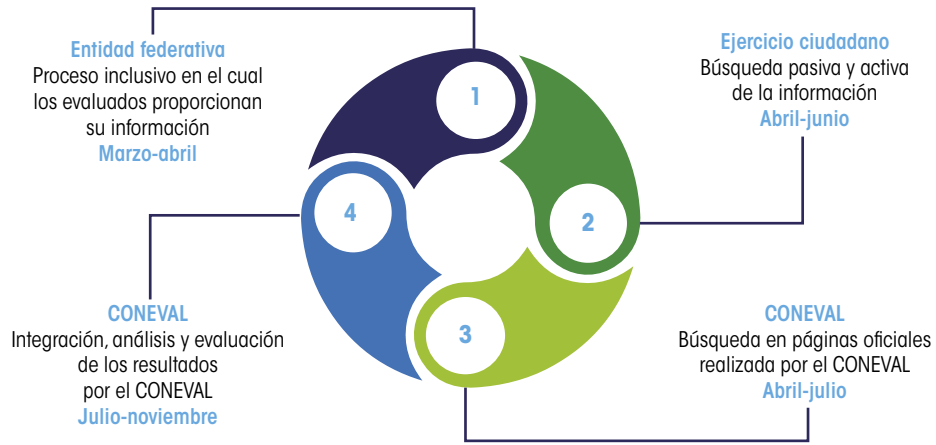 Entidad federativa
Proceso inclusivo en el cual
los evaluados proporcionan
su información
Marzo-abril
1
Ejercicio ciudadano
Búsqueda pasiva y activa
de la información
Abril-junio
2
CONEVAL
Búsqueda en páginas oficiales
realizada por el CONEVAL
Abril-julio
3
CONEVAL
Integración, análisis y evaluación
de los resultados
por el CONEVAL
Julio-noviembre
4